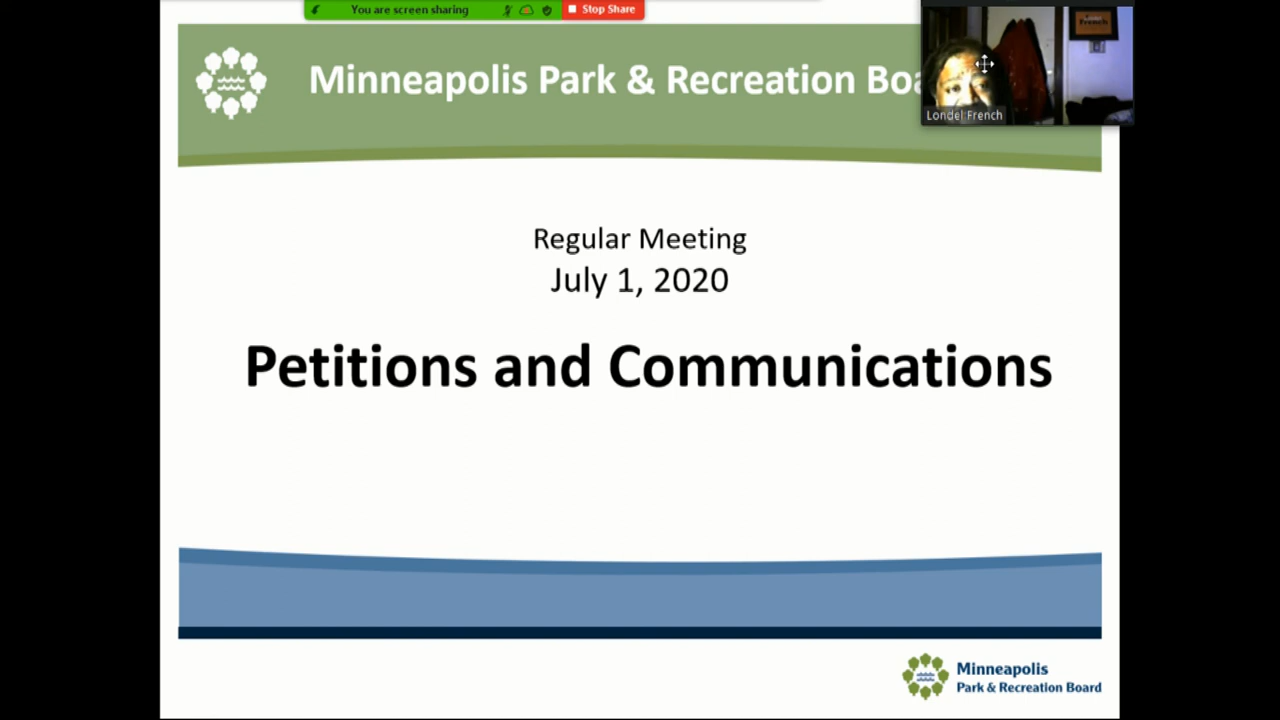 You are screen sharing
Stop Share
Minneapolis Park & Recreation Boa
French
Londel French
Regular Meeting
July 1, 2020
Petitions and Communications
Minneapolis
Park & Recreation Board